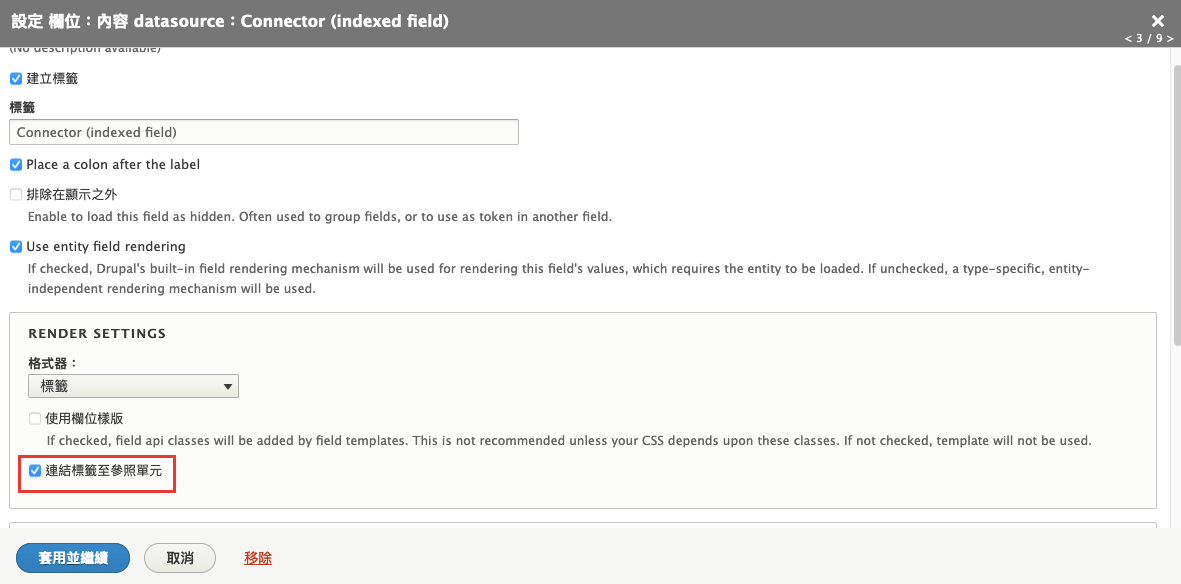 設定 欄位：內容 datasource：Connector (indexed field)
< 3 / 9 >
(No description available)
建立標籤
標籤
Connector (indexed field)
Place a colon after the label
排除在顯示之外
Enable to load this field as hidden. Often used to group fields, or to use as token in another field.
Use entity field rendering
If checked, Drupal's built-in field rendering mechanism will be used for rendering this field's values, which requires the entity to be loaded. If unchecked, a type-specific, entity-
independent rendering mechanism will be used.
RENDER SETTINGS
格式器：
標籤
使用欄位樣版
If checked, field api classes will be added by field templates. This is not recommended unless your CSS depends upon these classes. If not checked, template will not be used.
連結標籤至參照單元
套用並繼續 取消 移除